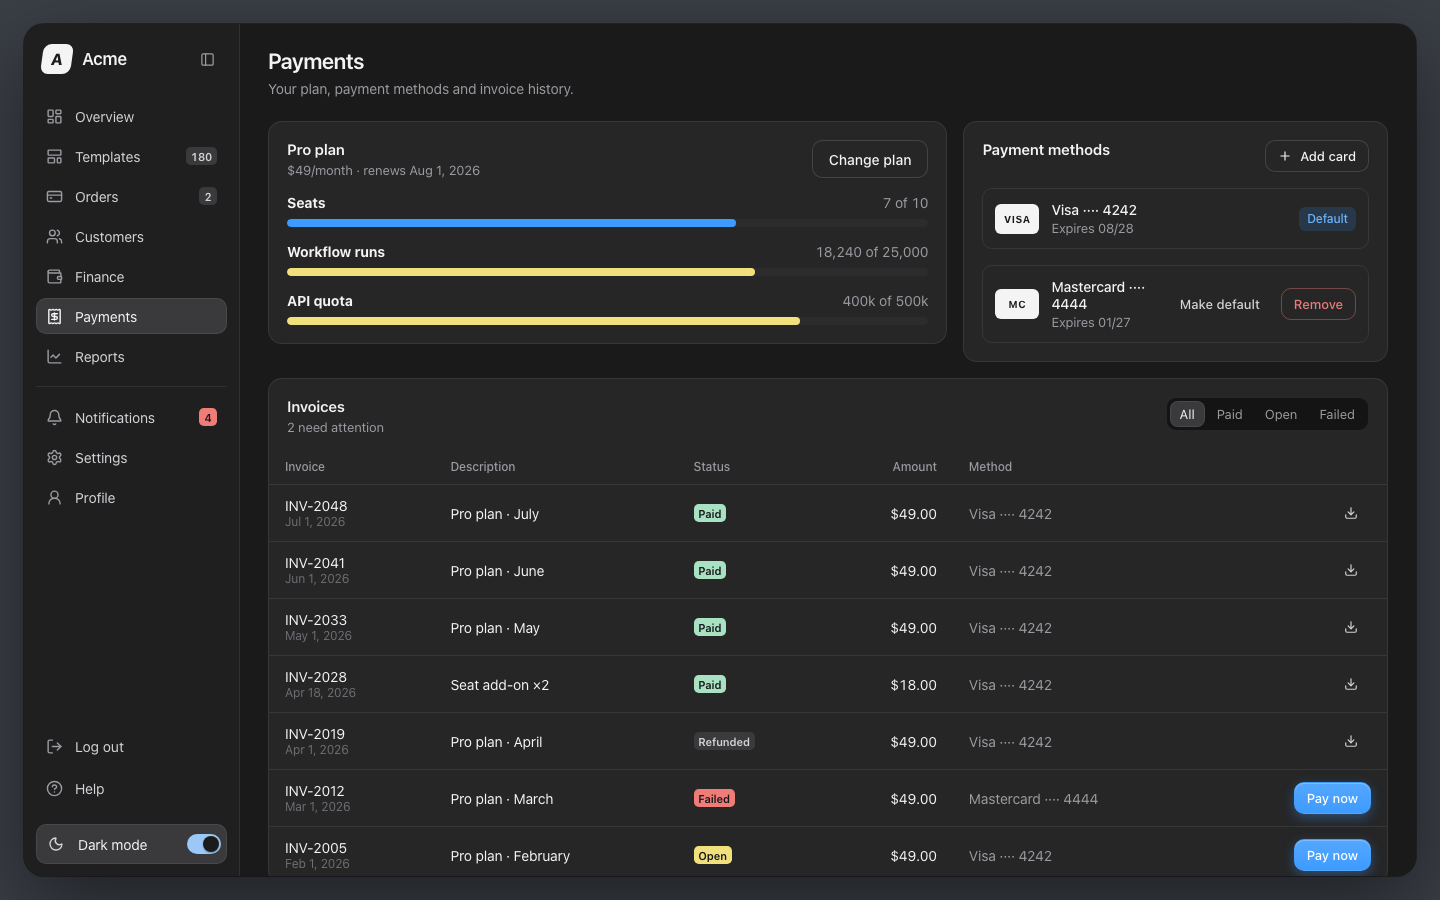 A Acme
Overview
Templates 180
Orders 2
Customers
Finance
Payments
Reports
Notifications 4
Settings
Profile
Log out
Help
Dark mode
Payments
Your plan, payment methods and invoice history.
Pro plan
$49/month · renews Aug 1, 2026
Change plan
Seats 7 of 10
Workflow runs 18,240 of 25,000
API quota 400k of 500k
Payment methods
Add card
VISA
Visa ···· 4242
Expires 08/28
Default
MC
Mastercard ····
4444
Expires 01/27
Make default
Remove
Invoices
2 need attention
All Paid Open Failed
Invoice Description Status Amount Method
INV-2048
Jul 1, 2026
Pro plan · July Paid $49.00 Visa ···· 4242
INV-2041
Jun 1, 2026
Pro plan · June Paid $49.00 Visa ···· 4242
INV-2033
May 1, 2026
Pro plan · May Paid $49.00 Visa ···· 4242
INV-2028
Apr 18, 2026
Seat add-on ×2 Paid $18.00 Visa ···· 4242
INV-2019
Apr 1, 2026
Pro plan · April Refunded $49.00 Visa ···· 4242
INV-2012
Mar 1, 2026
Pro plan · March Failed $49.00 Mastercard ···· 4444 Pay now
INV-2005
Feb 1, 2026
Pro plan · February Open $49.00 Visa ···· 4242 Pay now